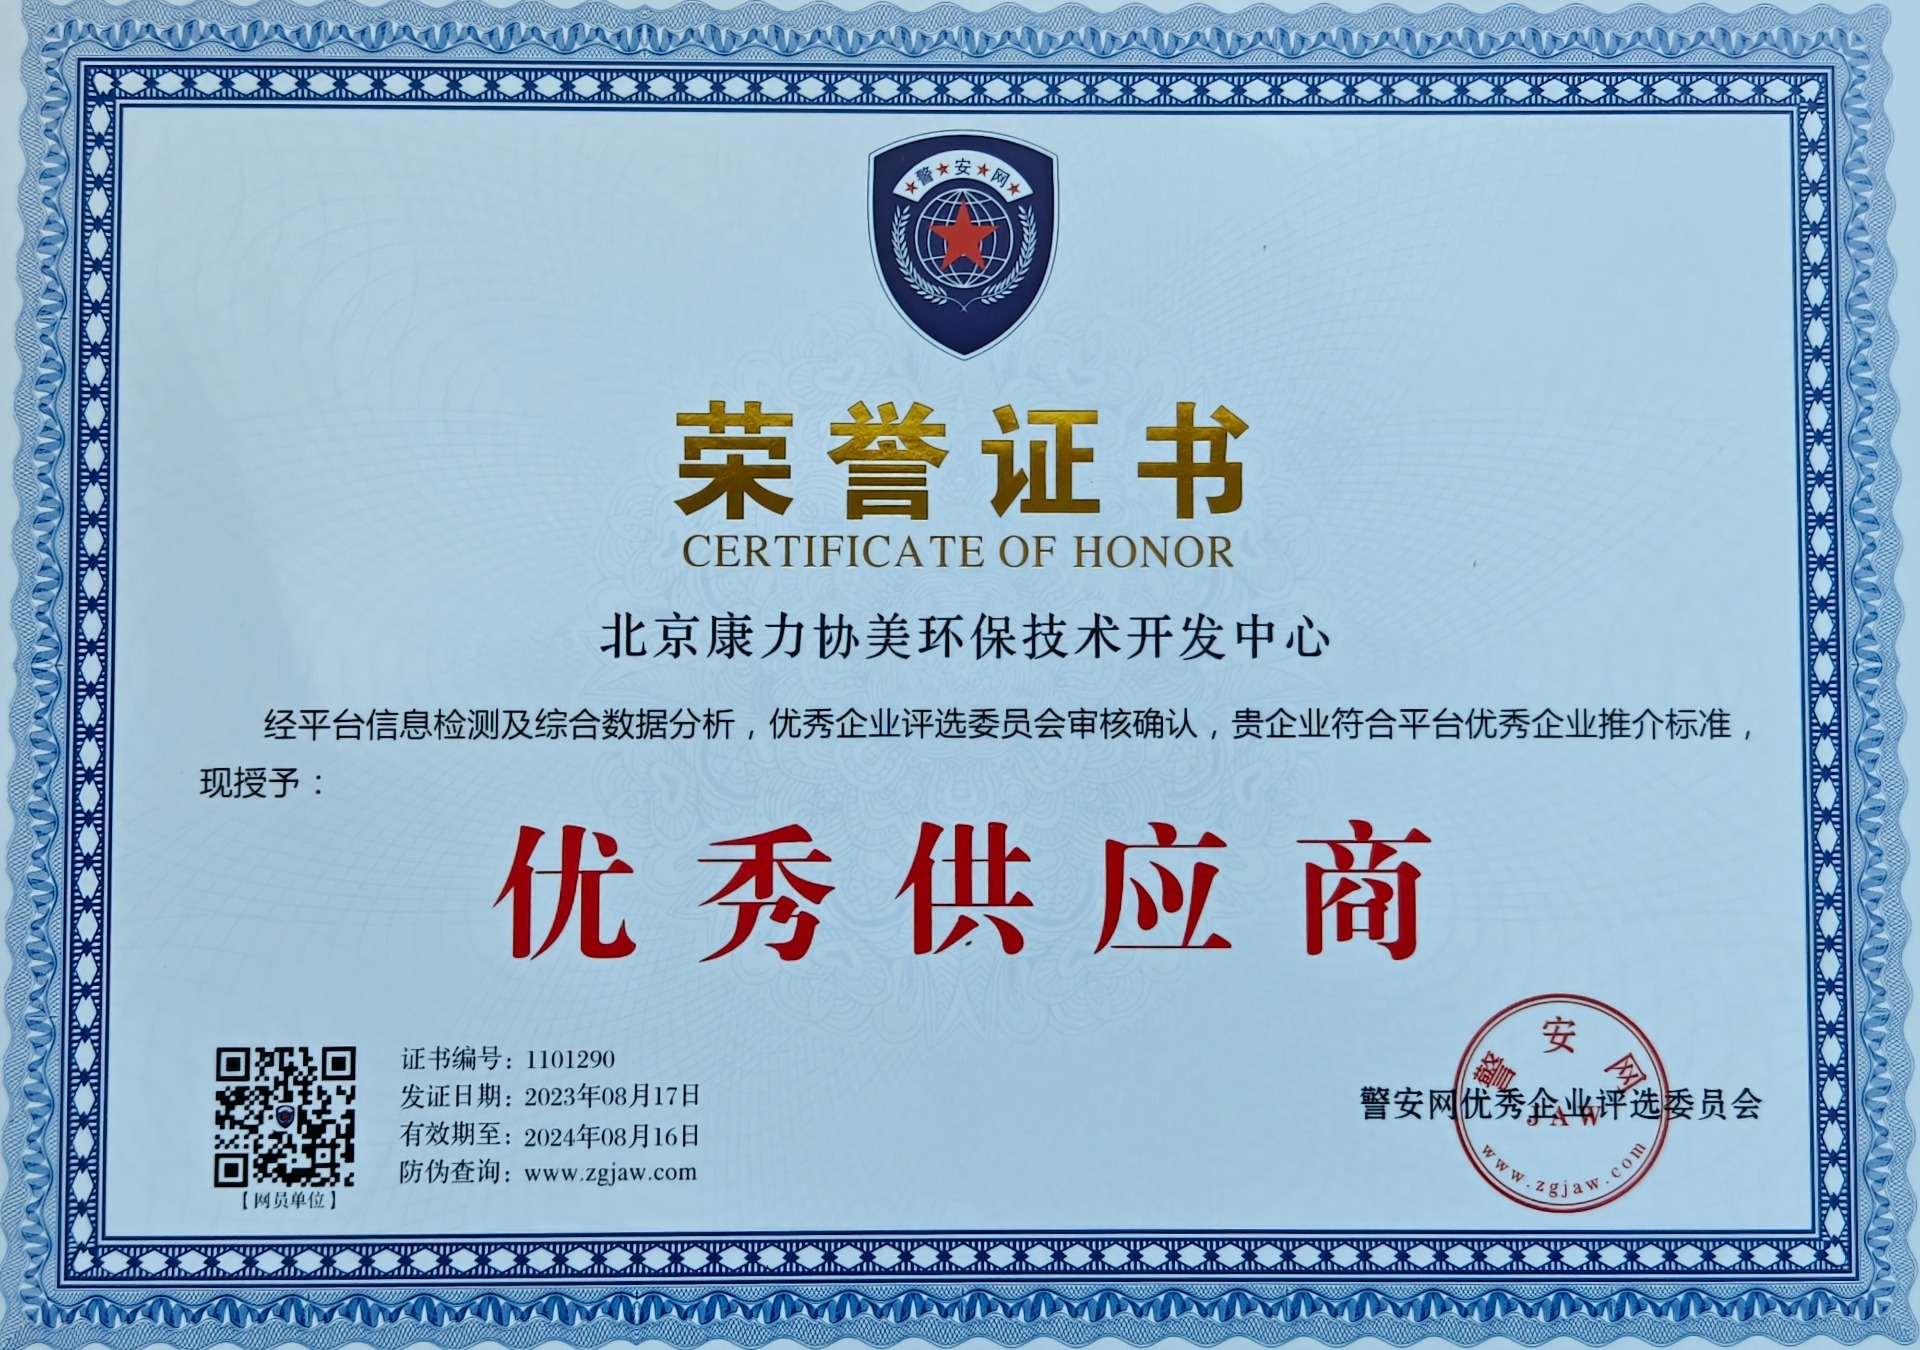 警★安★网
荣誉证书
CERTIFICATE OF HONOR
北京康力协美环保技术开发中心
经平台信息检测及综合数据分析，优秀企业评选委员会审核确认，贵企业符合平台优秀企业推介标准，
现授予：
优秀供应商
证书编号：1101290
发证日期：2023年08月17日
有效期至：2024年08月16日
防伪查询：www.zgjaw.com
【网员单位】
警安网优秀企业评选委员会
警安网
JAW
www.zgjaw.com